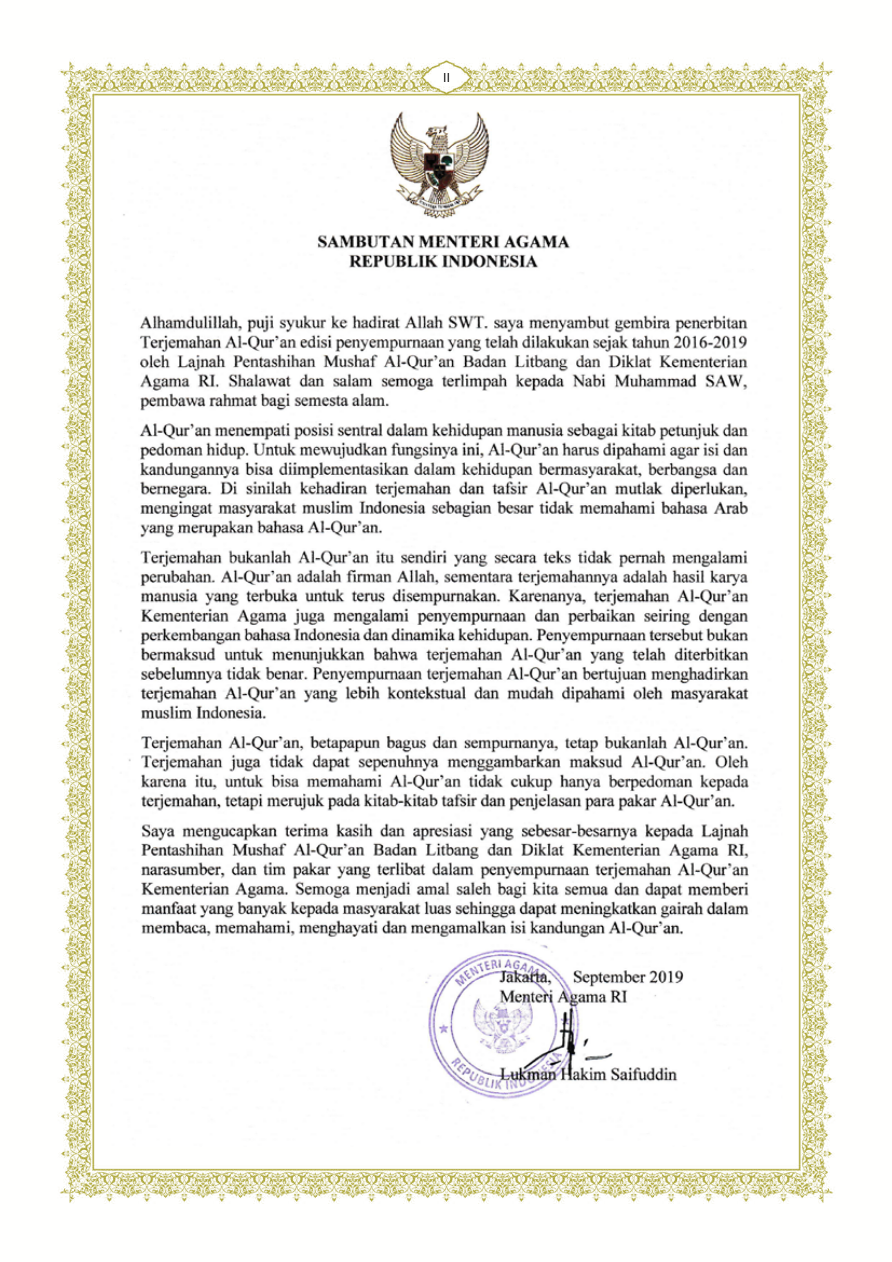 II
SAMBUTAN MENTERI AGAMA
REPUBLIK INDONESIA
Alhamdulillah, puji syukur ke hadirat Allah SWT. saya menyambut gembira penerbitan
Terjemahan Al-Qur'an edisi penyempurnaan yang telah dilakukan sejak tahun 2016-2019
oleh Lajnah Pentashihan Mushaf Al-Qur'an Badan Litbang dan Diklat Kementerian
Agama RI. Shalawat dan salam semoga terlimpah kepada Nabi Muhammad SAW,
pembawa rahmat bagi semesta alam.
Al-Qur'an menempati posisi sentral dalam kehidupan manusia sebagai kitab petunjuk dan
pedoman hidup. Untuk mewujudkan fungsinya ini, Al-Qur'an harus dipahami agar isi dan
kandungannya bisa diimplementasikan dalam kehidupan bermasyarakat, berbangsa dan
bernegara. Di sinilah kehadiran terjemahan dan tafsir Al-Qur'an mutlak diperlukan,
mengingat masyarakat muslim Indonesia sebagian besar tidak memahami bahasa Arab
yang merupakan bahasa Al-Qur'an.
Terjemahan bukanlah Al-Qur'an itu sendiri yang secara teks tidak pernah mengalami
perubahan. Al-Qur'an adalah firman Allah, sementara terjemahannya adalah hasil karya
manusia yang terbuka untuk terus disempurnakan. Karenanya, terjemahan Al-Qur'an
Kementerian Agama juga mengalami penyempurnaan dan perbaikan seiring dengan
perkembangan bahasa Indonesia dan dinamika kehidupan. Penyempurnaan tersebut bukan
bermaksud untuk menunjukkan bahwa terjemahan Al-Qur'an yang telah diterbitkan
sebelumnya tidak benar. Penyempurnaan terjemahan Al-Qur'an bertujuan menghadirkan
terjemahan Al-Qur'an yang lebih kontekstual dan mudah dipahami oleh masyarakat
muslim Indonesia.
Terjemahan Al-Qur'an, betapapun bagus dan sempurnanya, tetap bukanlah Al-Qur'an.
Terjemahan juga tidak dapat sepenuhnya menggambarkan maksud Al-Qur'an. Oleh
karena itu, untuk bisa memahami Al-Qur'an tidak cukup hanya berpedoman kepada
terjemahan, tetapi merujuk pada kitab-kitab tafsir dan penjelasan para pakar Al-Qur'an.
Saya mengucapkan terima kasih dan apresiasi yang sebesar-besarnya kepada Lajnah
Pentashihan Mushaf Al-Qur'an Badan Litbang dan Diklat Kementerian Agama RI,
narasumber, dan tim pakar yang terlibat dalam penyempurnaan terjemahan Al-Qur'an
Kementerian Agama. Semoga menjadi amal saleh bagi kita semua dan dapat memberi
manfaat yang banyak kepada masyarakat luas sehingga dapat meningkatkan gairah dalam
membaca, memahami, menghayati dan mengamalkan isi kandungan Al-Qur'an.
MENTERI AGAMA
REPUBLIK INDONESIA
Jakarta, September 2019
Menteri Agama RI
Lukman Hakim Saifuddin